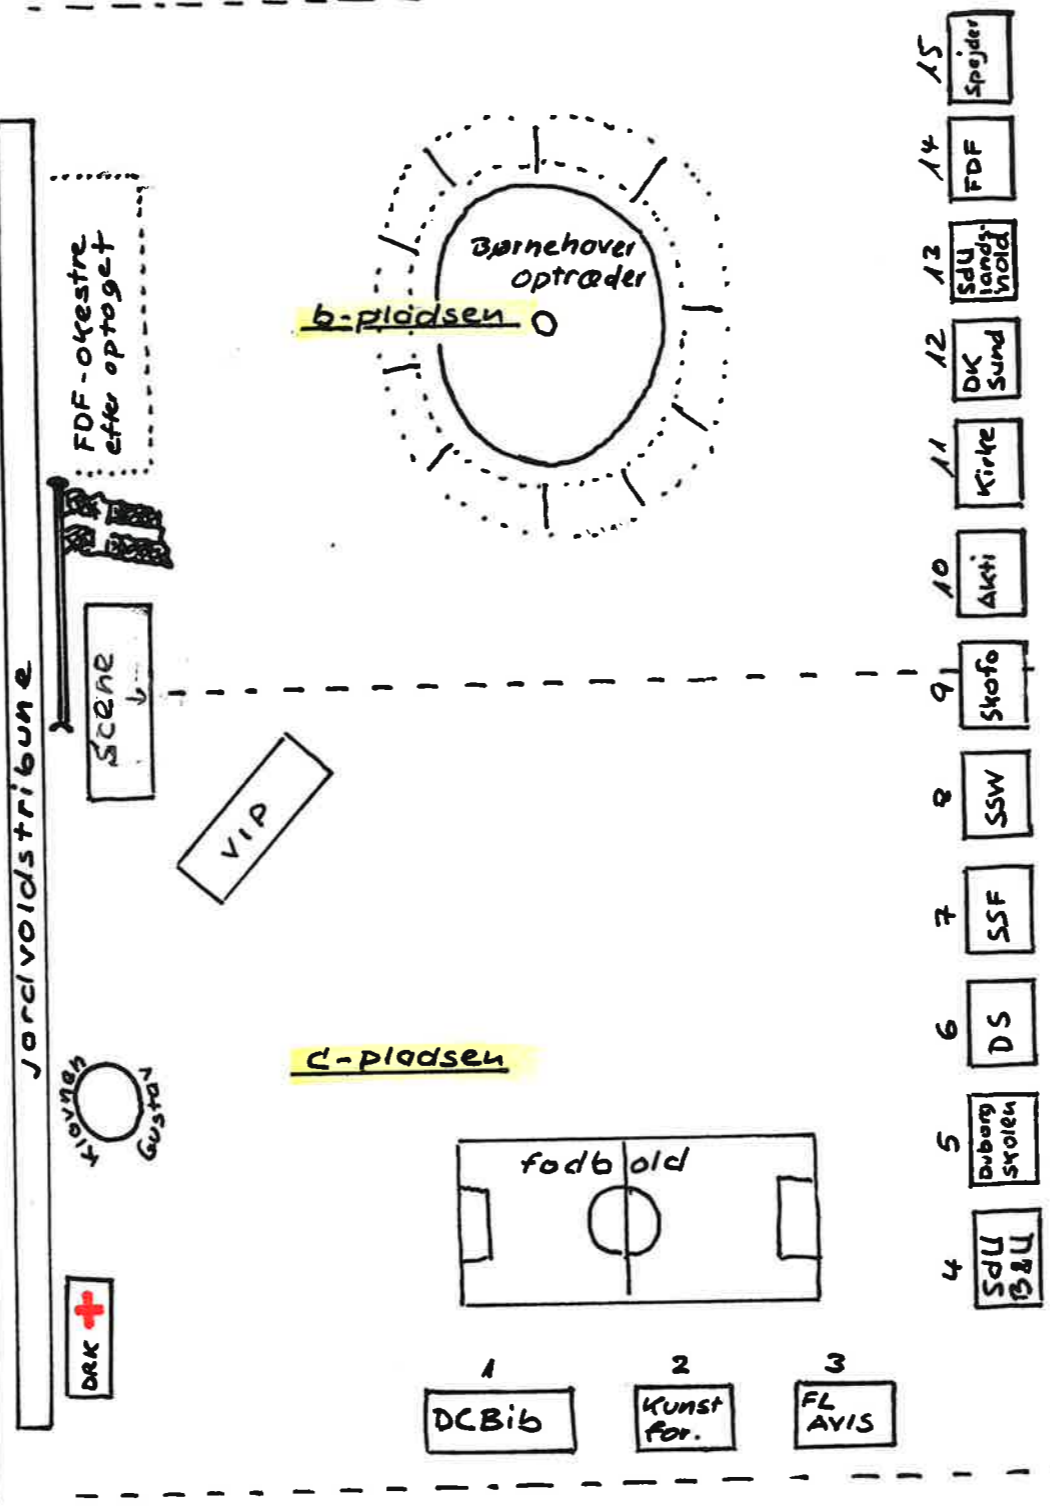 15
Spejder
14
FDF
13
SdU
lands-
hold
12
DK
Sund
11
Kirke
10
Akti
9
Skofo
8
SSW
7
SSF
6
DS
5
Duborg
skolen
4
SdU
B&U
FDF-okestre
efter optoget
Børnehaver
optræder
b-pladsen
Scene
jordvoldstribune
VIP
c-pladsen
Klovnen
Gustav
fodbold
DRK
1
DCBib
2
Kunst
for.
3
FL
AVIS